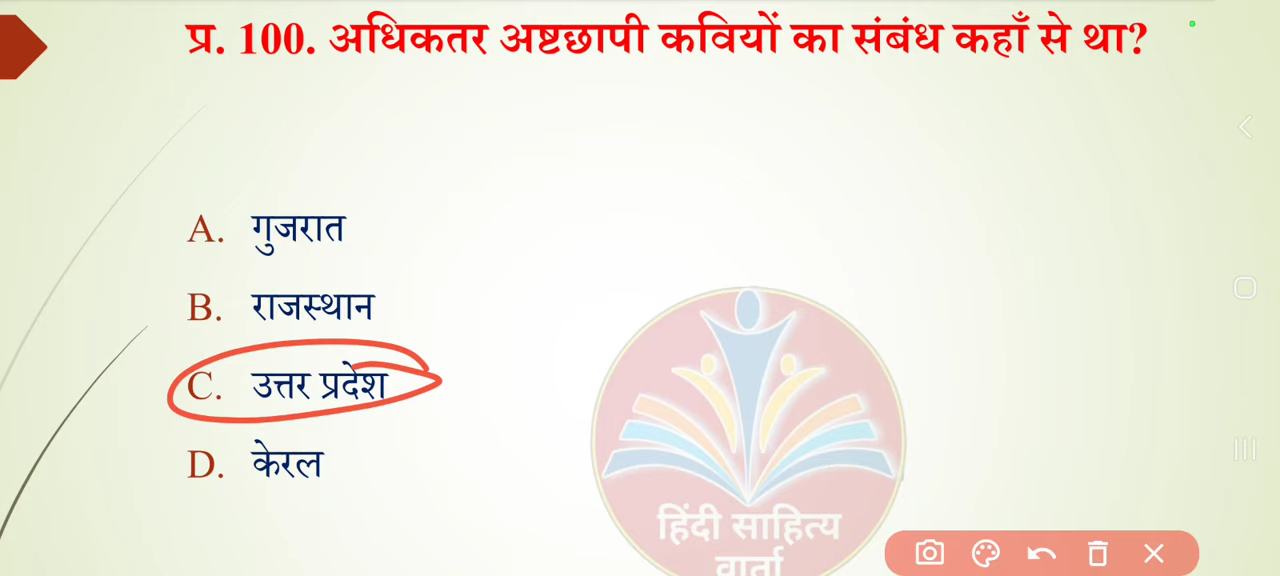 प्र. 100. अधिकतर अष्टछापी कवियों का संबंध कहाँ से था?
A. गुजरात
B. राजस्थान
C. उत्तर प्रदेश
D. केरल
हिंदी साहित्य
वार्ता